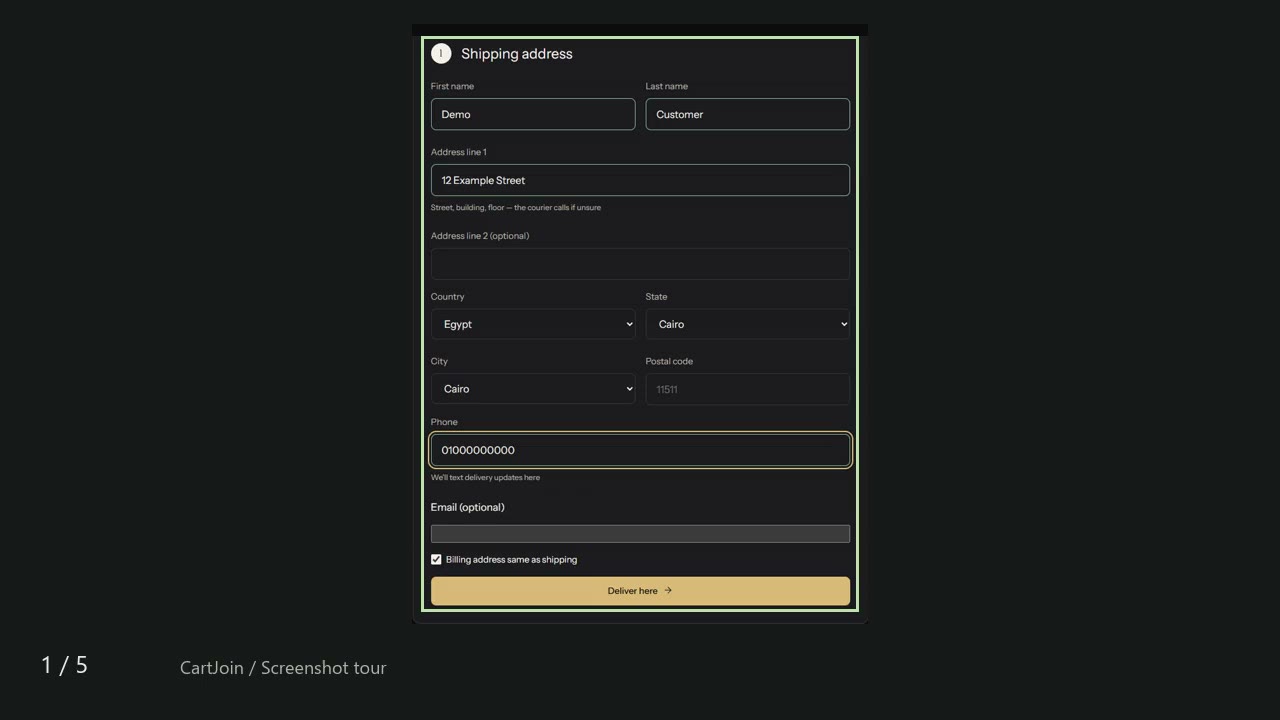 1 Shipping address
First name Last name
Demo Customer
Address line 1
12 Example Street
Street, building, floor — the courier calls if unsure
Address line 2 (optional)
Country State
Egypt Cairo
City Postal code
Cairo 11511
Phone
01000000000
We'll text delivery updates here
Email (optional)
Billing address same as shipping
Deliver here →
1 / 5 CartJoin / Screenshot tour